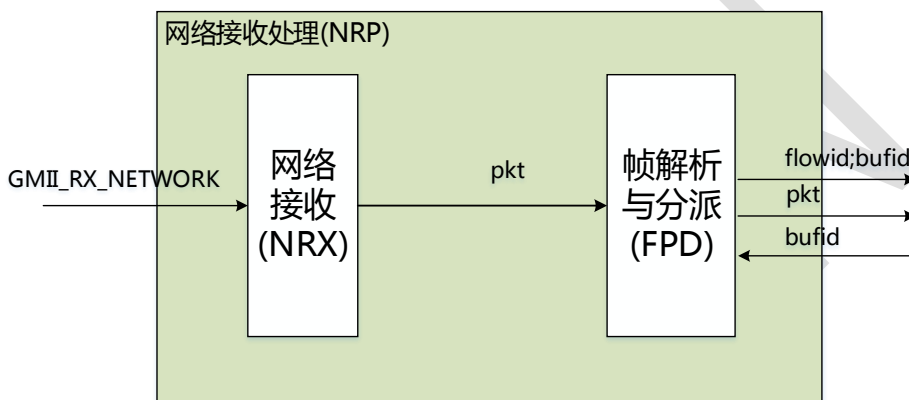 网络接收处理(NRP)
GMII_RX_NETWORK
网络
接收
(NRX)
pkt
帧解析
与分派
(FPD)
flowid;bufid
pkt
bufid